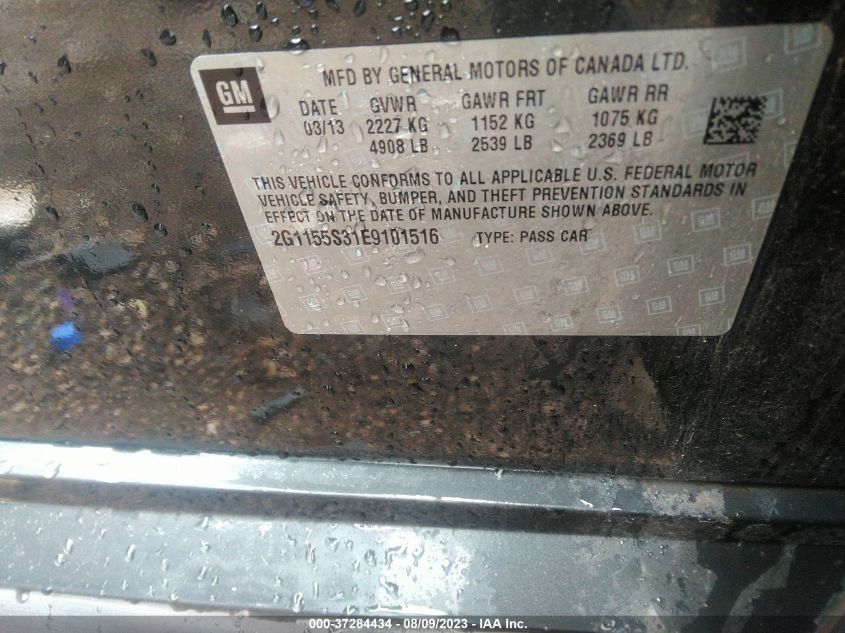 GM
MFD BY GENERAL MOTORS OF CANADA LTD.
DATE GVWR GAWR FRT GAWR RR
03/13 2227 KG 1152 KG 1075 KG
4908 LB 2539 LB 2369 LB
THIS VEHICLE CONFORMS TO ALL APPLICABLE U.S. FEDERAL MOTOR
VEHICLE SAFETY, BUMPER, AND THEFT PREVENTION STANDARDS IN
EFFECT ON THE DATE OF MANUFACTURE SHOWN ABOVE.
2G1155S31E9101516 TYPE: PASS CAR
000-37284434 - 08/09/2023 - IAA Inc.